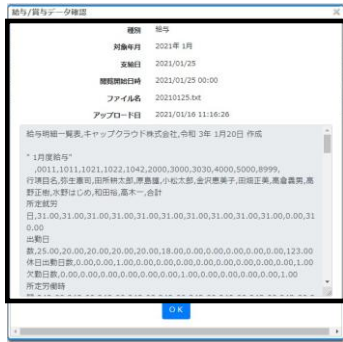 給与/賞与データ確認
種別 給与
対象年月 2021年 1月
支給日 2021/01/25
閲覧開始日時 2021/01/25 00:00
ファイル名 20210125.txt
アップロード日 2021/01/16 11:16:26
給与明細一覧表,キャップクラウド株式会社,令和 3年 1月20日 作成
" 1月度給与"
,0011,1011,1021,1022,1042,2000,3000,3030,4000,5000,8999,
行項目名,弥生憲司,田所耕太郎,原島鐘,小松太郎,金沢恵美子,田畑正美,高倉貴男,高
野正樹,水野はじめ,和田裕,高木一,合計
所定就労
日,31.00,31.00,31.00,31.00,31.00,31.00,31.00,31.00,31.00,31.00,0.00,31
0.00
出勤日
数,25.00,20.00,20.00,20.00,20.00,18.00,0.00,0.00,0.00,0.00,0.00,123.00
休日出勤日数,0.00,0.00,1.00,0.00,0.00,0.00,0.00,0.00,0.00,0.00,0.00,1.00
欠勤日数,0.00,0.00,0.00,0.00,0.00,0.00,1.00,0.00,0.00,0.00,0.00,1.00
所定労働時
OK